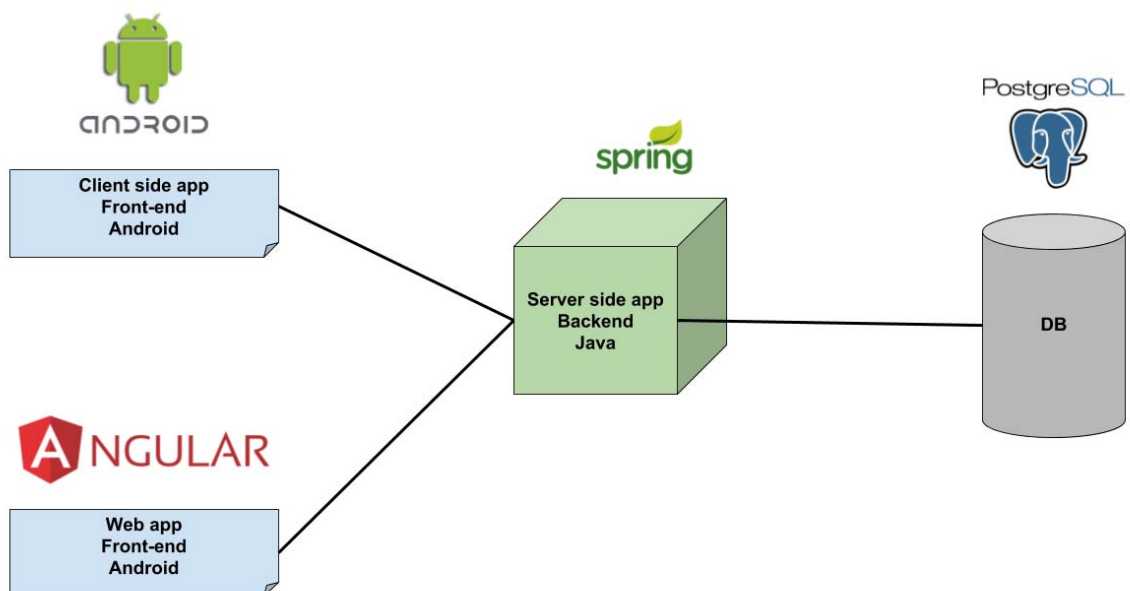 ANDROID
Client side app
Front-end
Android
spring
Server side app
Backend
Java
PostgreSQL
DB
ANGULAR
Web app
Front-end
Android